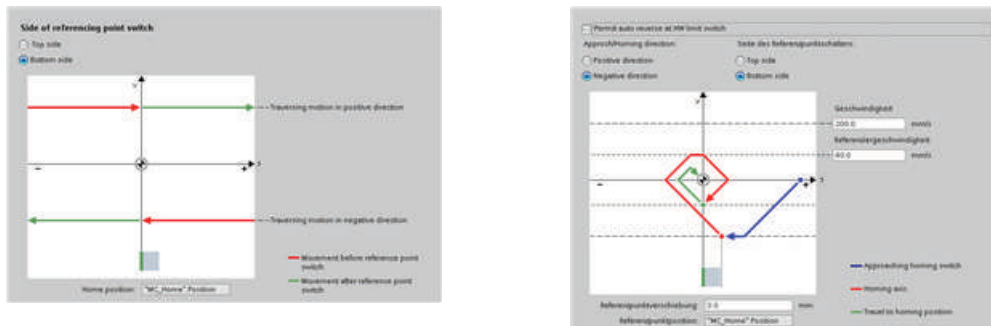 Side of referencing point switch
Top side
Bottom side
v
Traversing motion in positive direction
x
−
+
Traversing motion in negative direction
Movement before reference point switch
Movement after reference point switch
Home position: "MC_Home".Position
Permit auto reverse at HW limit switch
Approach/Homing direction:
Seite des Referenzpunktschalters:
Positive direction
Top side
Negative direction
Bottom side
v
Geschwindigkeit
200.0 mm/s
Referenziergeschwindigkeit
40.0 mm/s
x
−
+
Approaching homing switch
Homing axis
Travel to homing position
Referenzpunktverschiebung: 0.0 mm
Referenzpunktposition: "MC_Home".Position